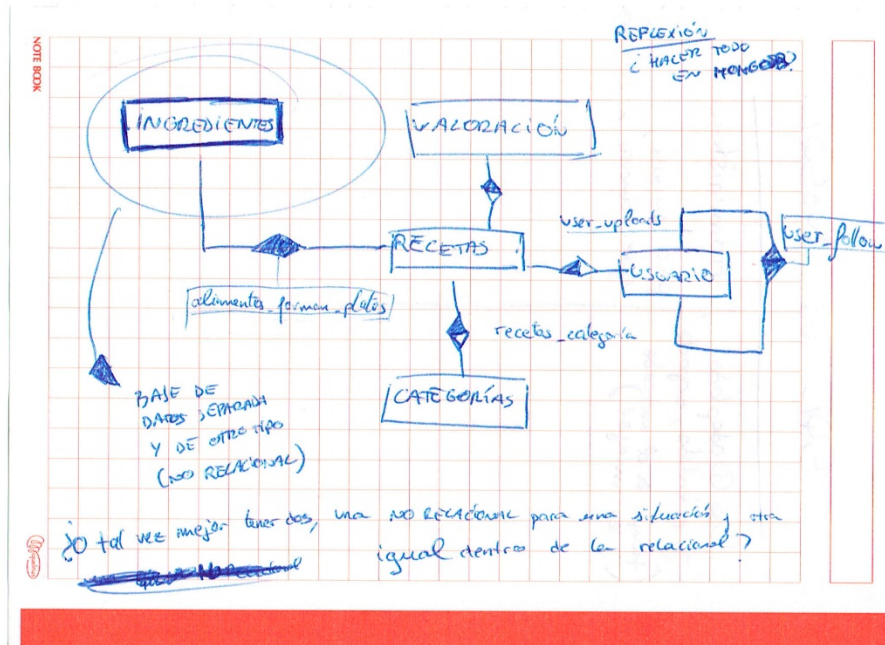 NOTE BOOK
REFLEXIÓN
¿HACER TODO
EN MONGODB?
INGREDIENTES
VALORACIÓN
user_uploads
user_follow
RECETAS
USUARIO
alimentos_forman_platos
recetas_categoría
CATEGORÍAS
BASE DE
DATOS SEPARADA
Y DE OTRO TIPO
(NO RELACIONAL)
¿O tal vez mejor tener dos, una NO RELACIONAL para una situación y otra
igual dentro de la relacional?